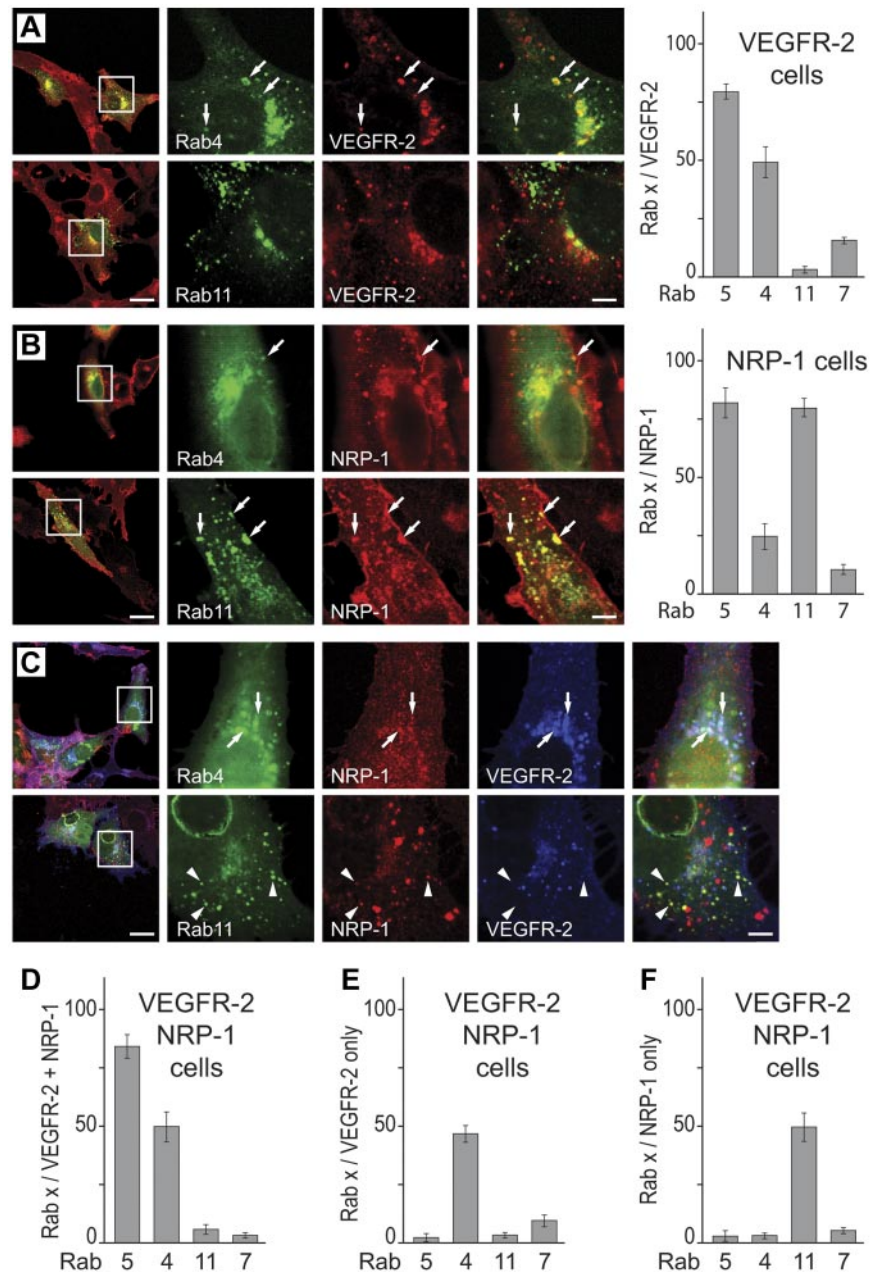 A
Rab4
VEGFR-2
Rab11
VEGFR-2
VEGFR-2
cells
Rab x / VEGFR-2
100
50
0
Rab 5 4 11 7
B
Rab4
NRP-1
Rab11
NRP-1
NRP-1 cells
Rab x / NRP-1
100
50
0
Rab 5 4 11 7
C
Rab4
NRP-1
VEGFR-2
Rab11
NRP-1
VEGFR-2
D
VEGFR-2
NRP-1
cells
Rab x / VEGFR-2 + NRP-1
100
50
0
Rab 5 4 11 7
E
VEGFR-2
NRP-1
cells
Rab x / VEGFR-2 only
100
50
0
Rab 5 4 11 7
F
VEGFR-2
NRP-1
cells
Rab x / NRP-1 only
100
50
0
Rab 5 4 11 7